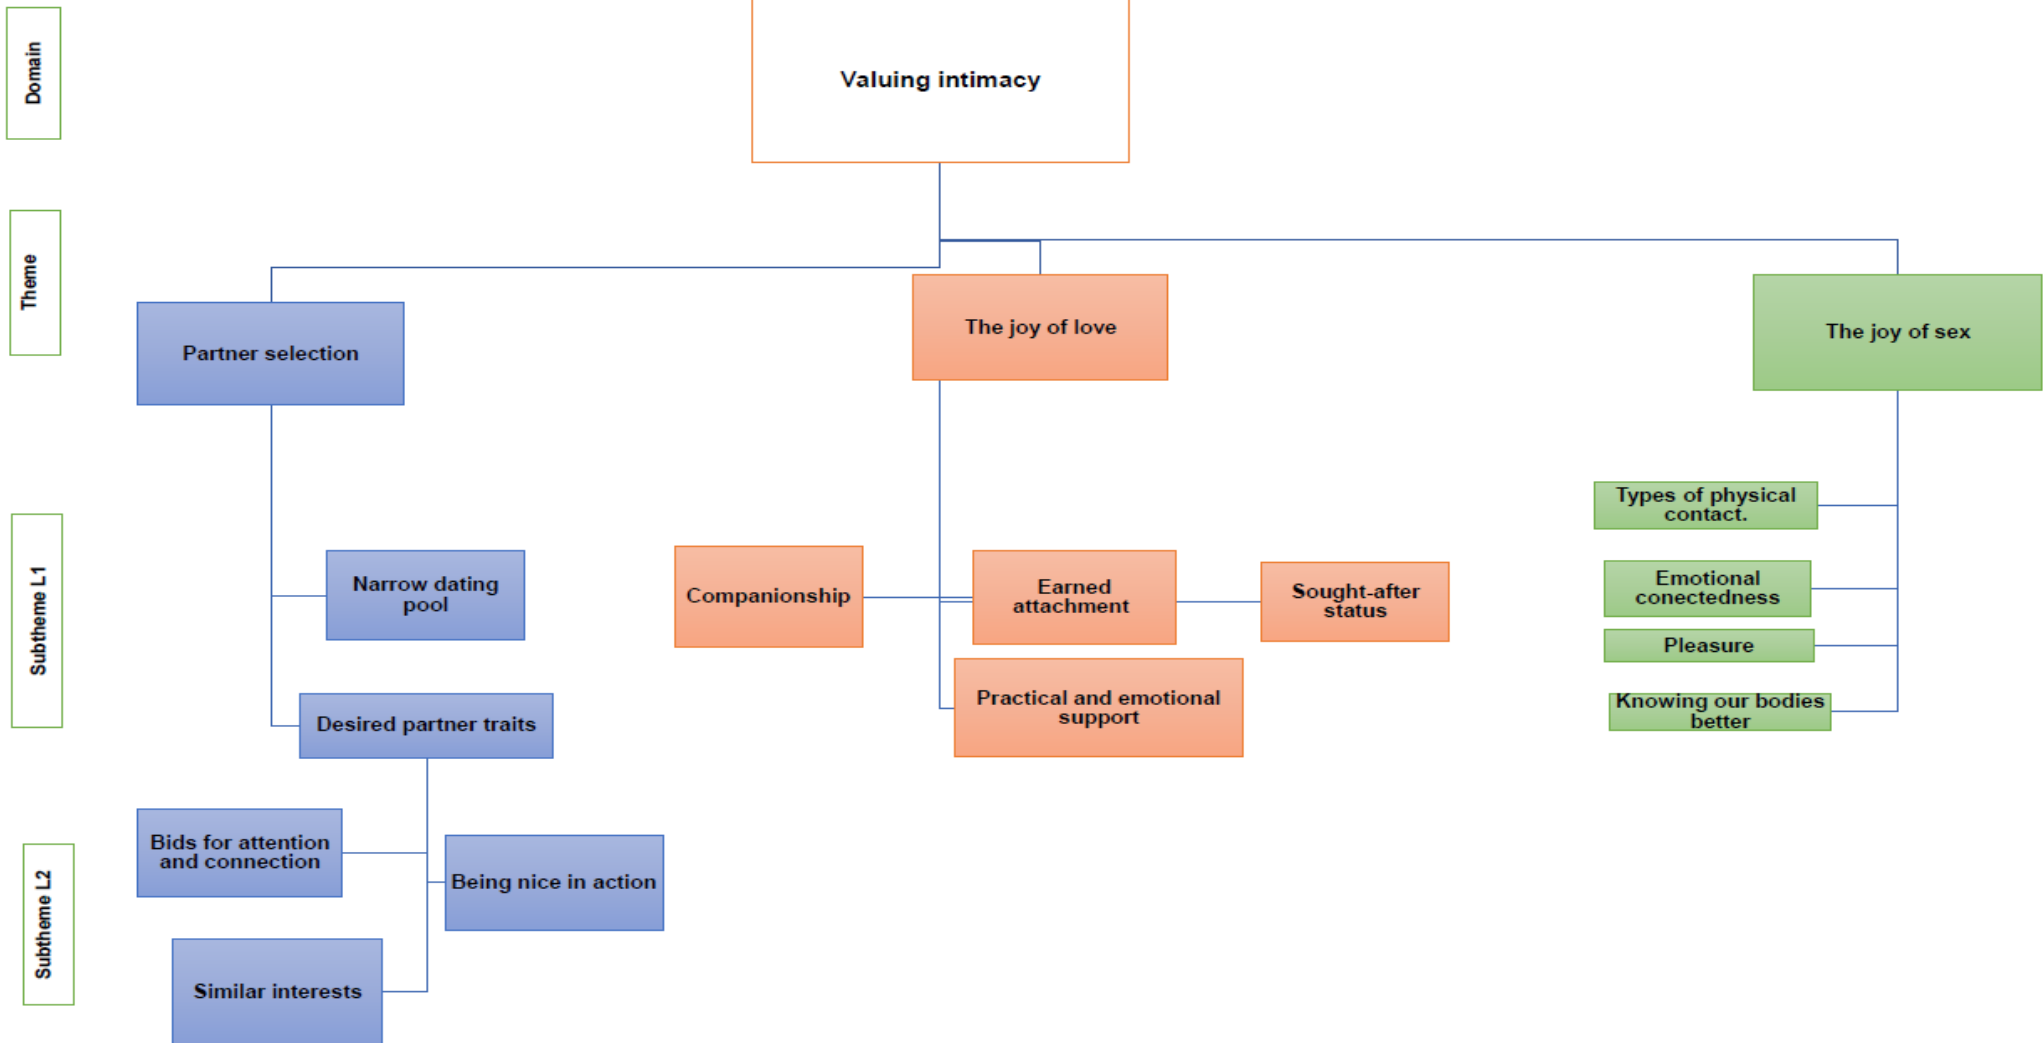 Domain
Valuing intimacy
Theme
Partner selection
The joy of love
The joy of sex
Subtheme L1
Narrow dating
pool
Desired partner traits
Companionship
Earned
attachment
Sought-after
status
Practical and emotional
support
Types of physical
contact.
Emotional
conectedness
Pleasure
Knowing our bodies
better
Subtheme L2
Bids for attention
and connection
Being nice in action
Similar interests